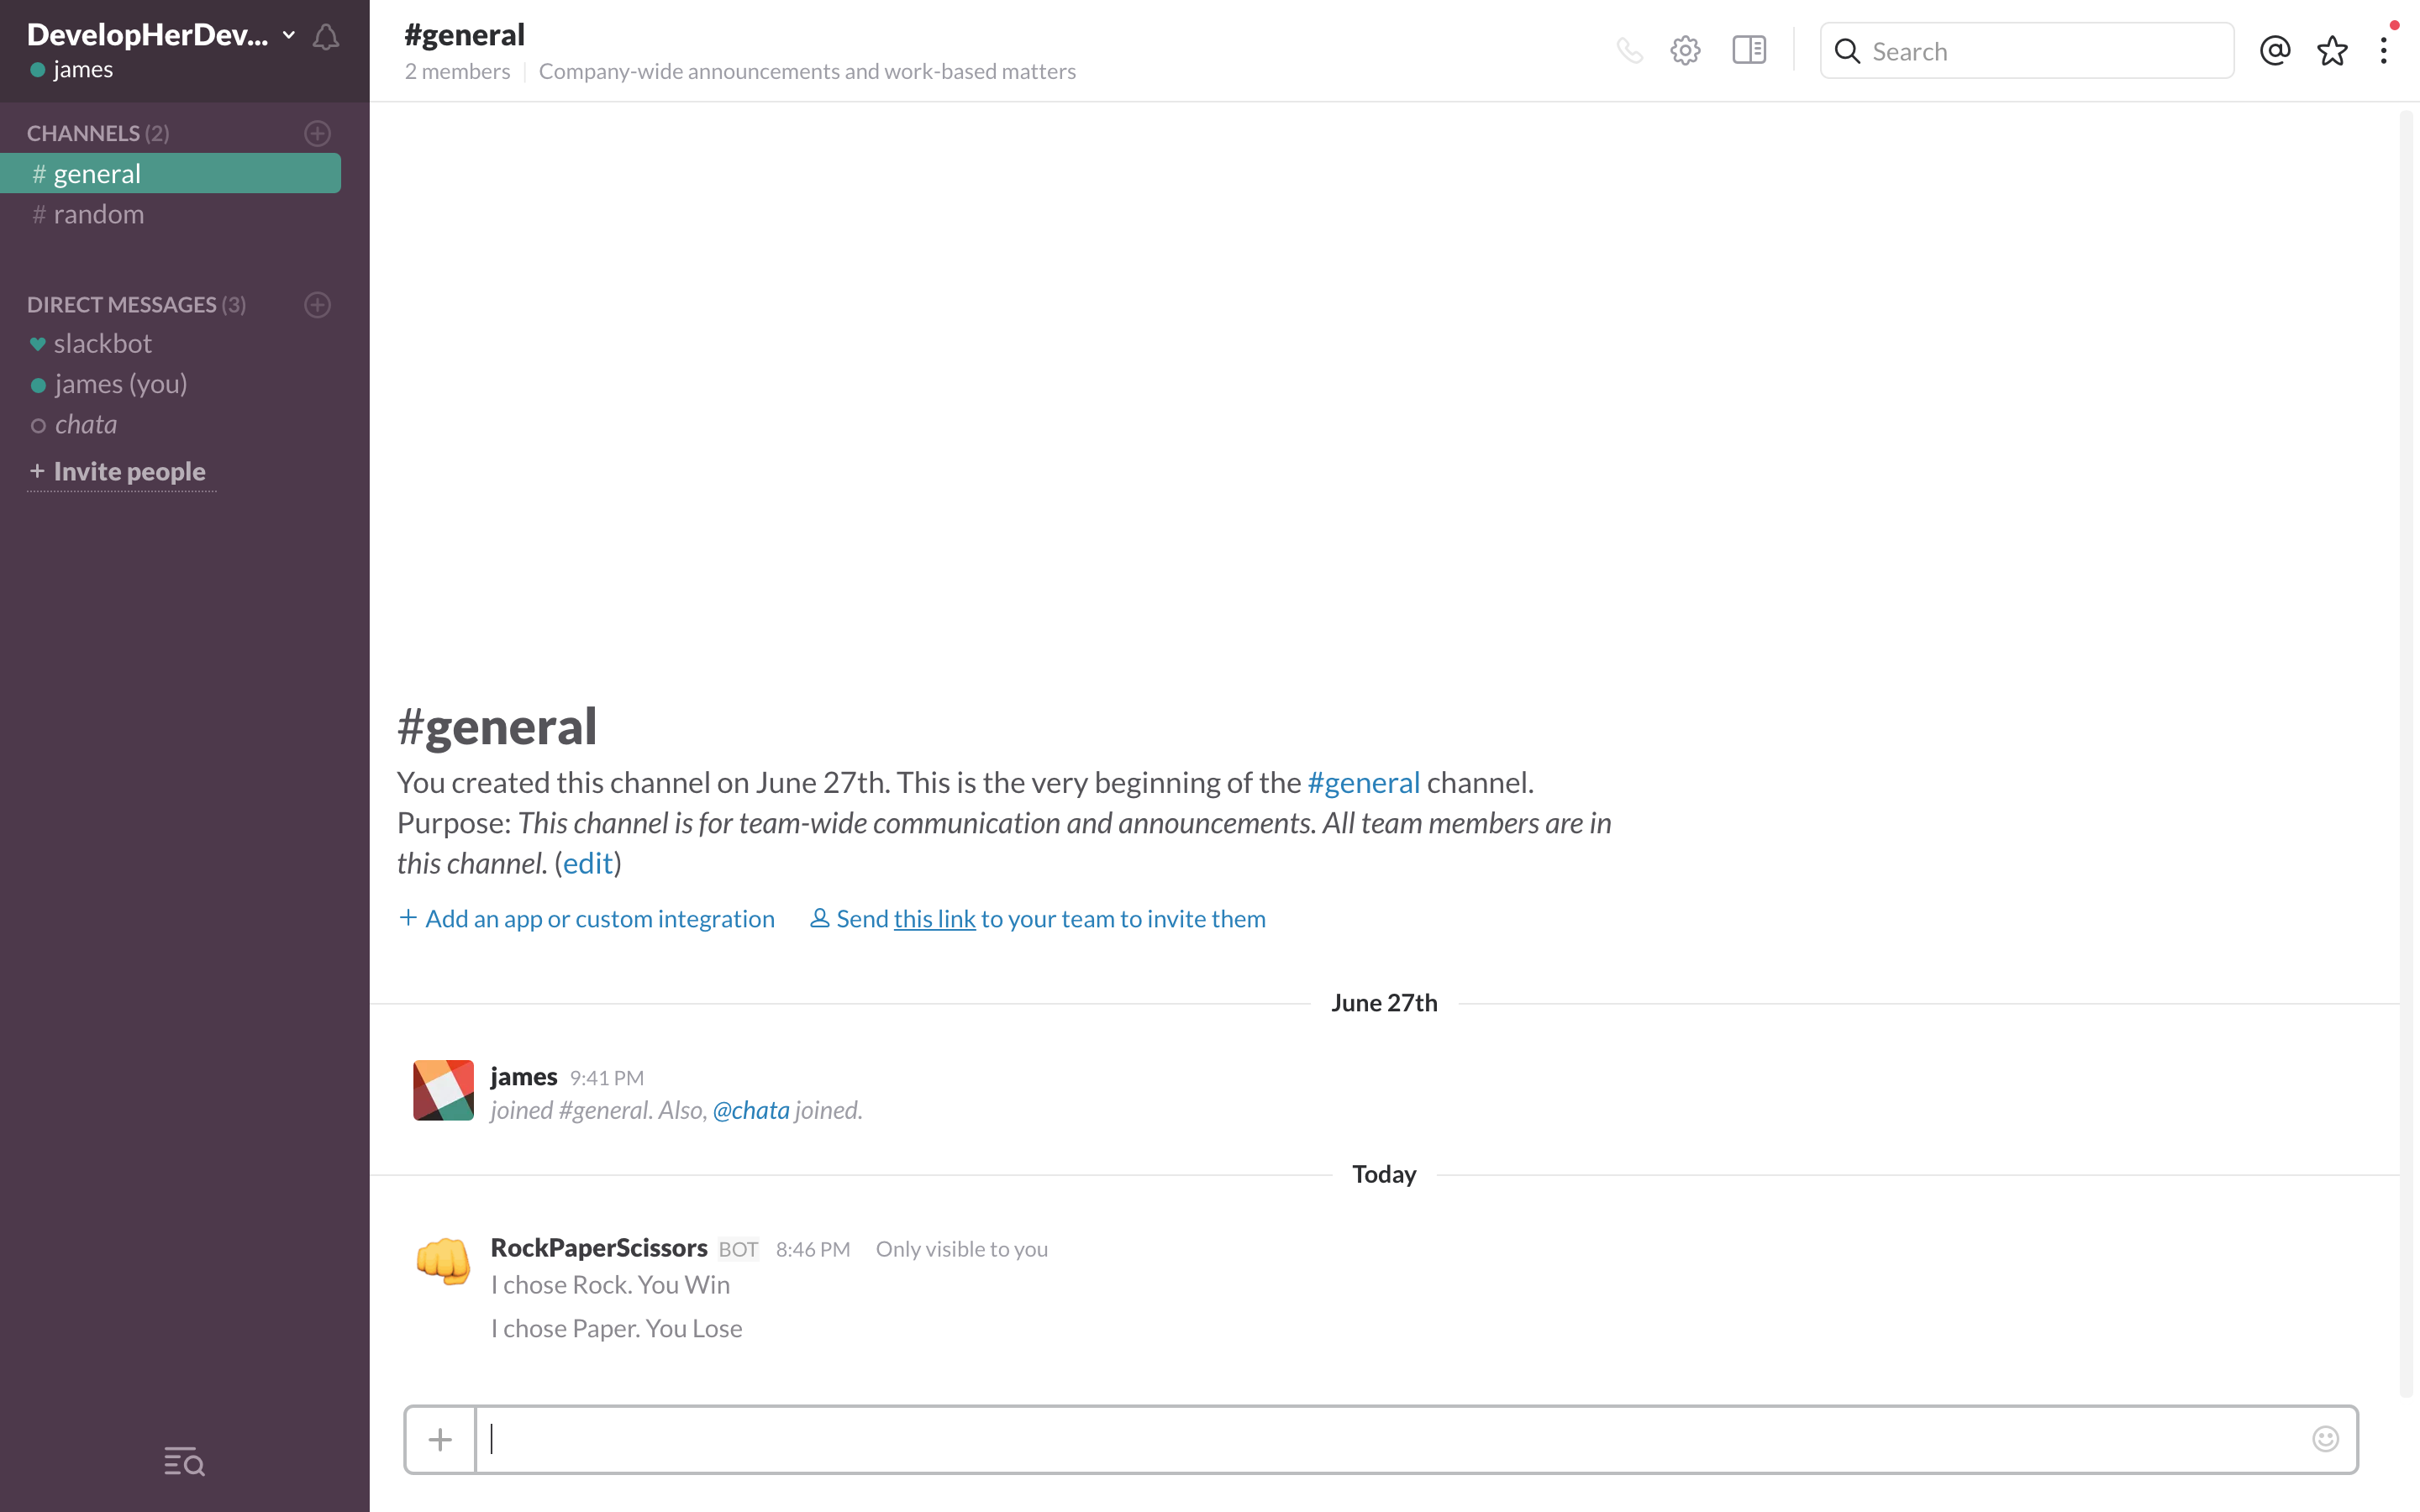 DevelopHerDev...
james
CHANNELS (2)
# general
# random
DIRECT MESSAGES (3)
slackbot
james (you)
chata
+ Invite people
#general
2 members
Company-wide announcements and work-based matters
Search
#general
You created this channel on June 27th. This is the very beginning of the #general channel.
Purpose: This channel is for team-wide communication and announcements. All team members are in
this channel. (edit)
+ Add an app or custom integration
Send this link to your team to invite them
June 27th
james 9:41 PM
joined #general. Also, @chata joined.
Today
RockPaperScissors BOT 8:46 PM Only visible to you
I chose Rock. You Win
I chose Paper. You Lose